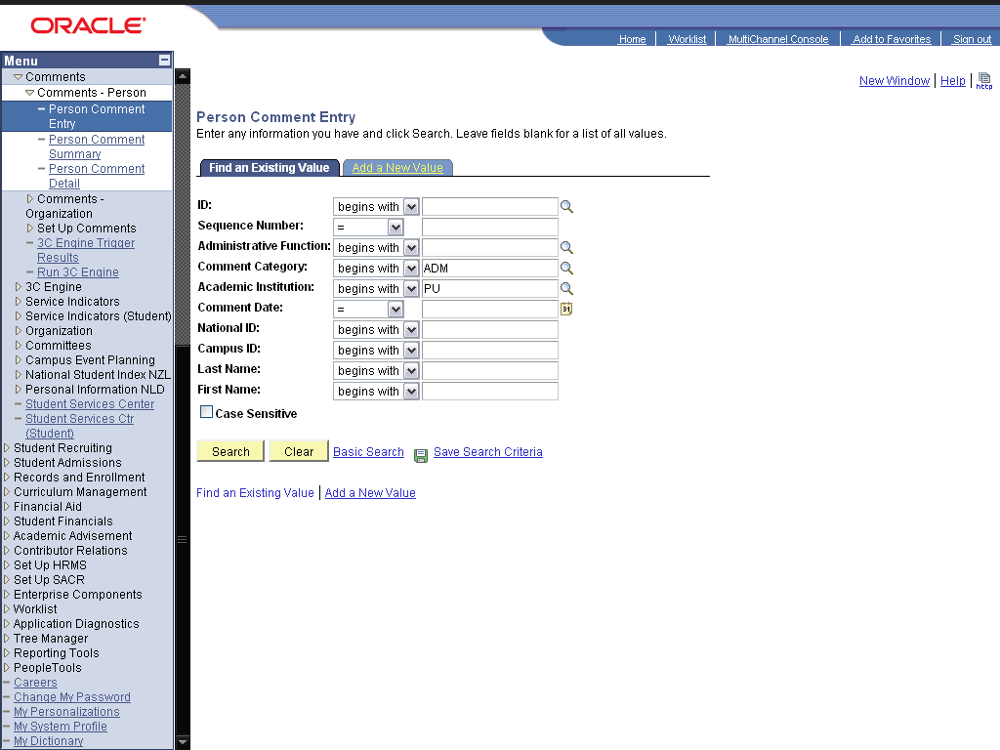 ORACLE®
Home
Worklist
MultiChannel Console
Add to Favorites
Sign out
Menu
Comments
Comments - Person
Person Comment
Entry
Person Comment
Summary
Person Comment
Detail
Comments -
Organization
Set Up Comments
3C Engine Trigger
Results
Run 3C Engine
3C Engine
Service Indicators
Service Indicators (Student)
Organization
Committees
Campus Event Planning
National Student Index NZL
Personal Information NLD
Student Services Center
Student Services Ctr
(Student)
Student Recruiting
Student Admissions
Records and Enrollment
Curriculum Management
Financial Aid
Student Financials
Academic Advisement
Contributor Relations
Set Up HRMS
Set Up SACR
Enterprise Components
Worklist
Application Diagnostics
Tree Manager
Reporting Tools
PeopleTools
Careers
Change My Password
My Personalizations
My System Profile
My Dictionary
New Window | Help | http
Person Comment Entry
Enter any information you have and click Search. Leave fields blank for a list of all values.
Find an Existing Value
Add a New Value
ID: begins with
Sequence Number: =
Administrative Function: begins with
Comment Category: begins with ADM
Academic Institution: begins with PU
Comment Date: = 31
National ID: begins with
Campus ID: begins with
Last Name: begins with
First Name: begins with
Case Sensitive
Search Clear Basic Search Save Search Criteria
Find an Existing Value | Add a New Value